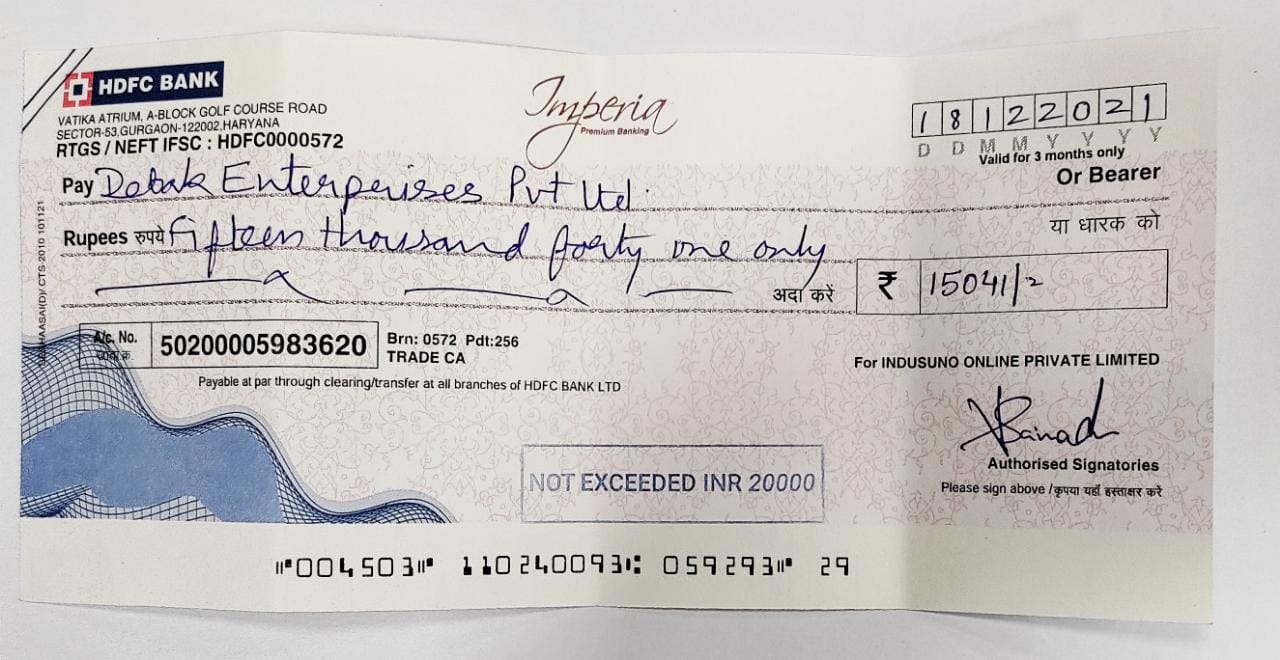 HDFC BANK
VATIKA ATRIUM, A-BLOCK GOLF COURSE ROAD
SECTOR-53,GURGAON-122002,HARYANA
RTGS / NEFT IFSC : HDFC0000572
Imperia
Premium Banking
18122021
D D M M Y Y Y Y
Valid for 3 months only
Pay Debak Enterprises Pvt Ltd.
Or Bearer
या धारक को
Rupees रुपये Fifteen thousand forty one only
अदा करें
₹ 15041/-
A/c. No. 50200005983620
Brn: 0572 Pdt:256
TRADE CA
Payable at par through clearing/transfer at all branches of HDFC BANK LTD
For INDUSUNO ONLINE PRIVATE LIMITED
NOT EXCEEDED INR 20000
Authorised Signatories
Please sign above / कृपया यहाँ हस्ताक्षर करें
CTS-2010 101121
⑈004503⑈ 110240093⑆ 059293⑈ 29